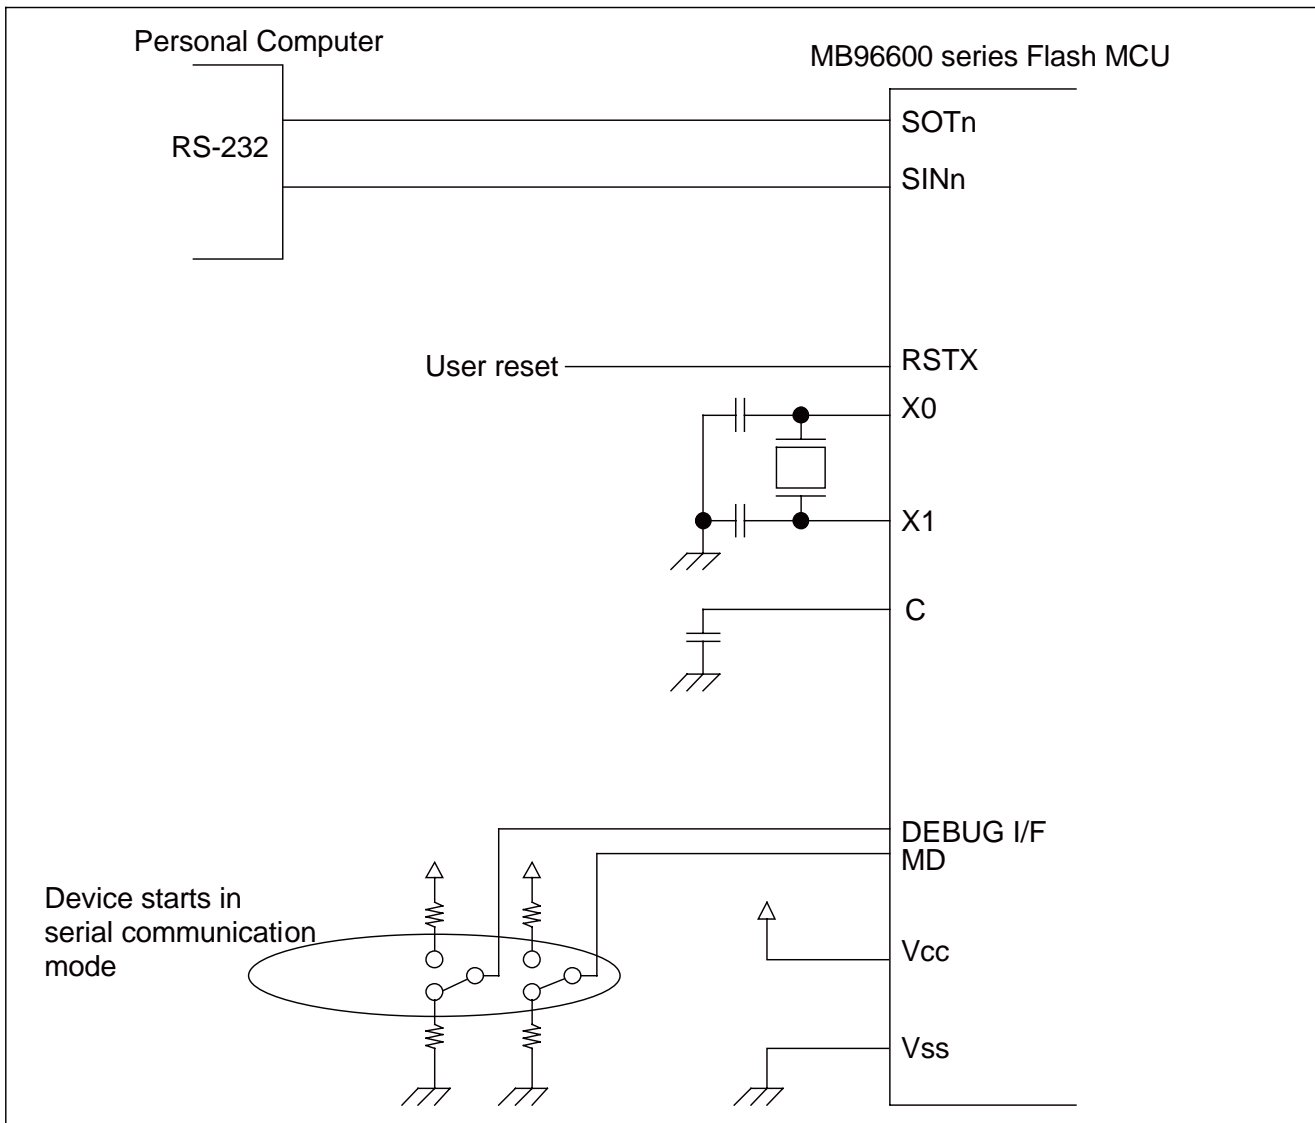 Personal Computer
MB96600 series Flash MCU
RS-232
SOTn
SINn
User reset
RSTX
X0
X1
C
DEBUG I/F
MD
Device starts in
serial communication
mode
Vcc
Vss